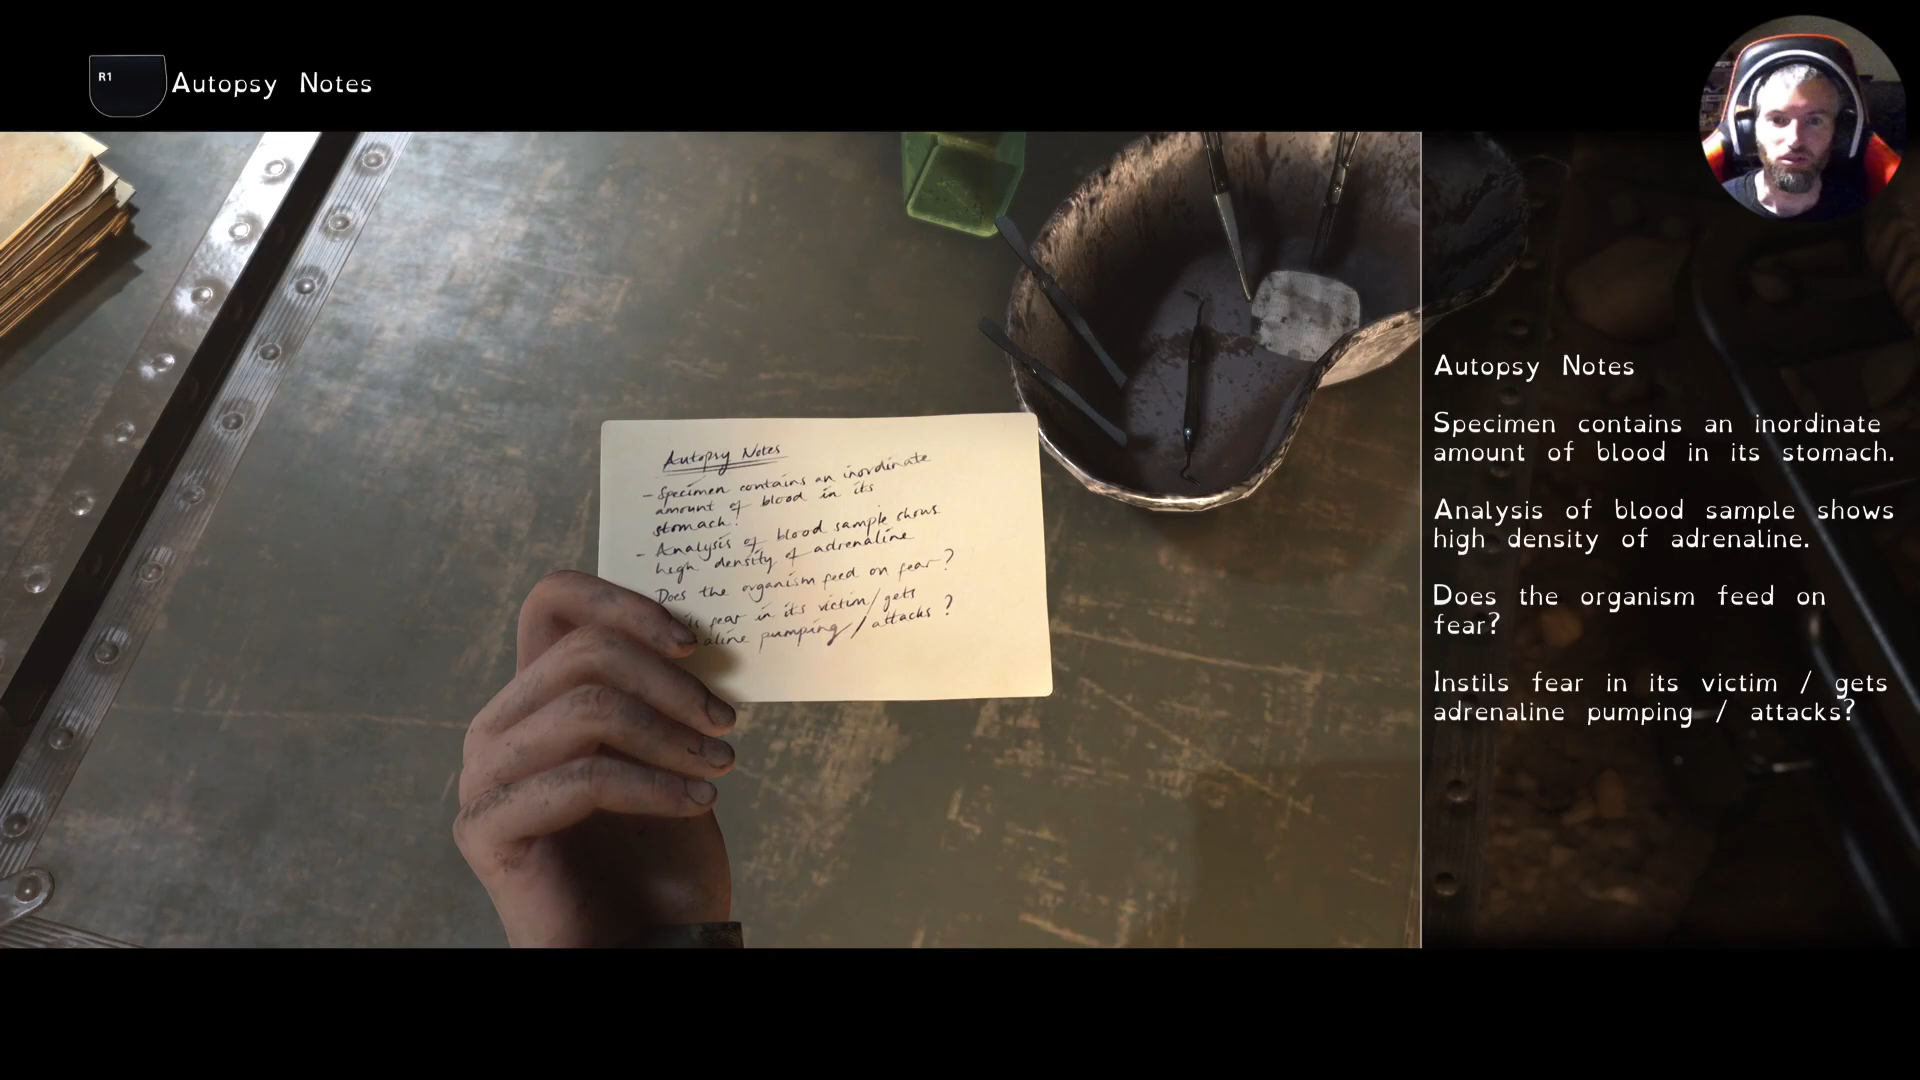 R1
Autopsy Notes
Autopsy Notes
- Specimen contains an inordinate
amount of blood in its
stomach.
- Analysis of blood sample shows
high density of adrenaline
Does the organism feed on fear?
fear in its victim/gets
aline pumping / attacks?
Autopsy Notes
Specimen contains an inordinate
amount of blood in its stomach.
Analysis of blood sample shows
high density of adrenaline.
Does the organism feed on
fear?
Instils fear in its victim / gets
adrenaline pumping / attacks?